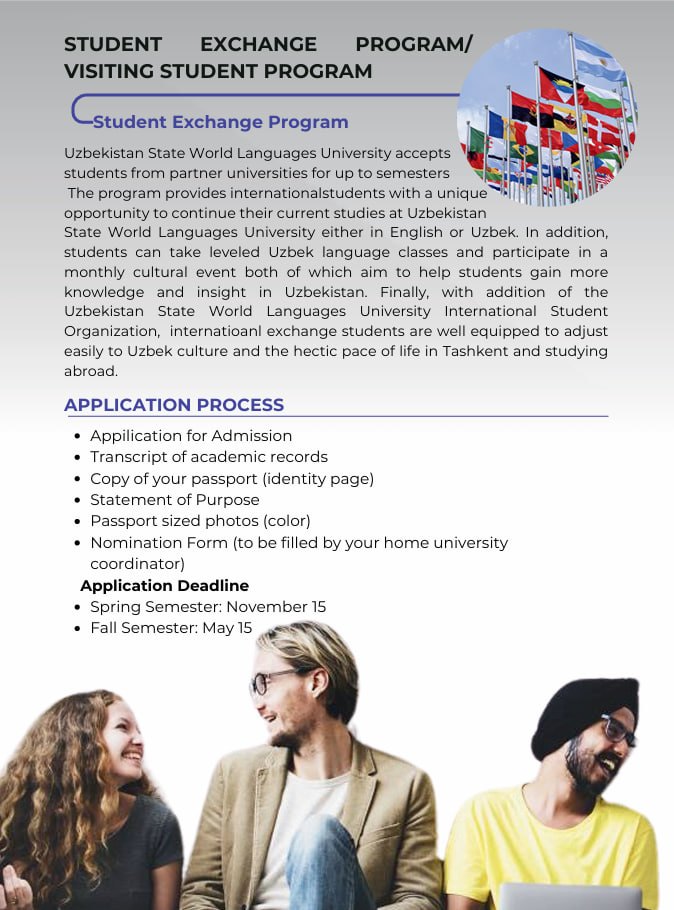 STUDENT EXCHANGE PROGRAM/
VISITING STUDENT PROGRAM
Student Exchange Program
Uzbekistan State World Languages University accepts
students from partner universities for up to semesters
The program provides internationalstudents with a unique
opportunity to continue their current studies at Uzbekistan
State World Languages University either in English or Uzbek. In addition,
students can take leveled Uzbek language classes and participate in a
monthly cultural event both of which aim to help students gain more
knowledge and insight in Uzbekistan. Finally, with addition of the
Uzbekistan State World Languages University International Student
Organization, internatioanl exchange students are well equipped to adjust
easily to Uzbek culture and the hectic pace of life in Tashkent and studying
abroad.
APPLICATION PROCESS
• Appilication for Admission
• Transcript of academic records
• Copy of your passport (identity page)
• Statement of Purpose
• Passport sized photos (color)
• Nomination Form (to be filled by your home university
coordinator)
Application Deadline
• Spring Semester: November 15
• Fall Semester: May 15